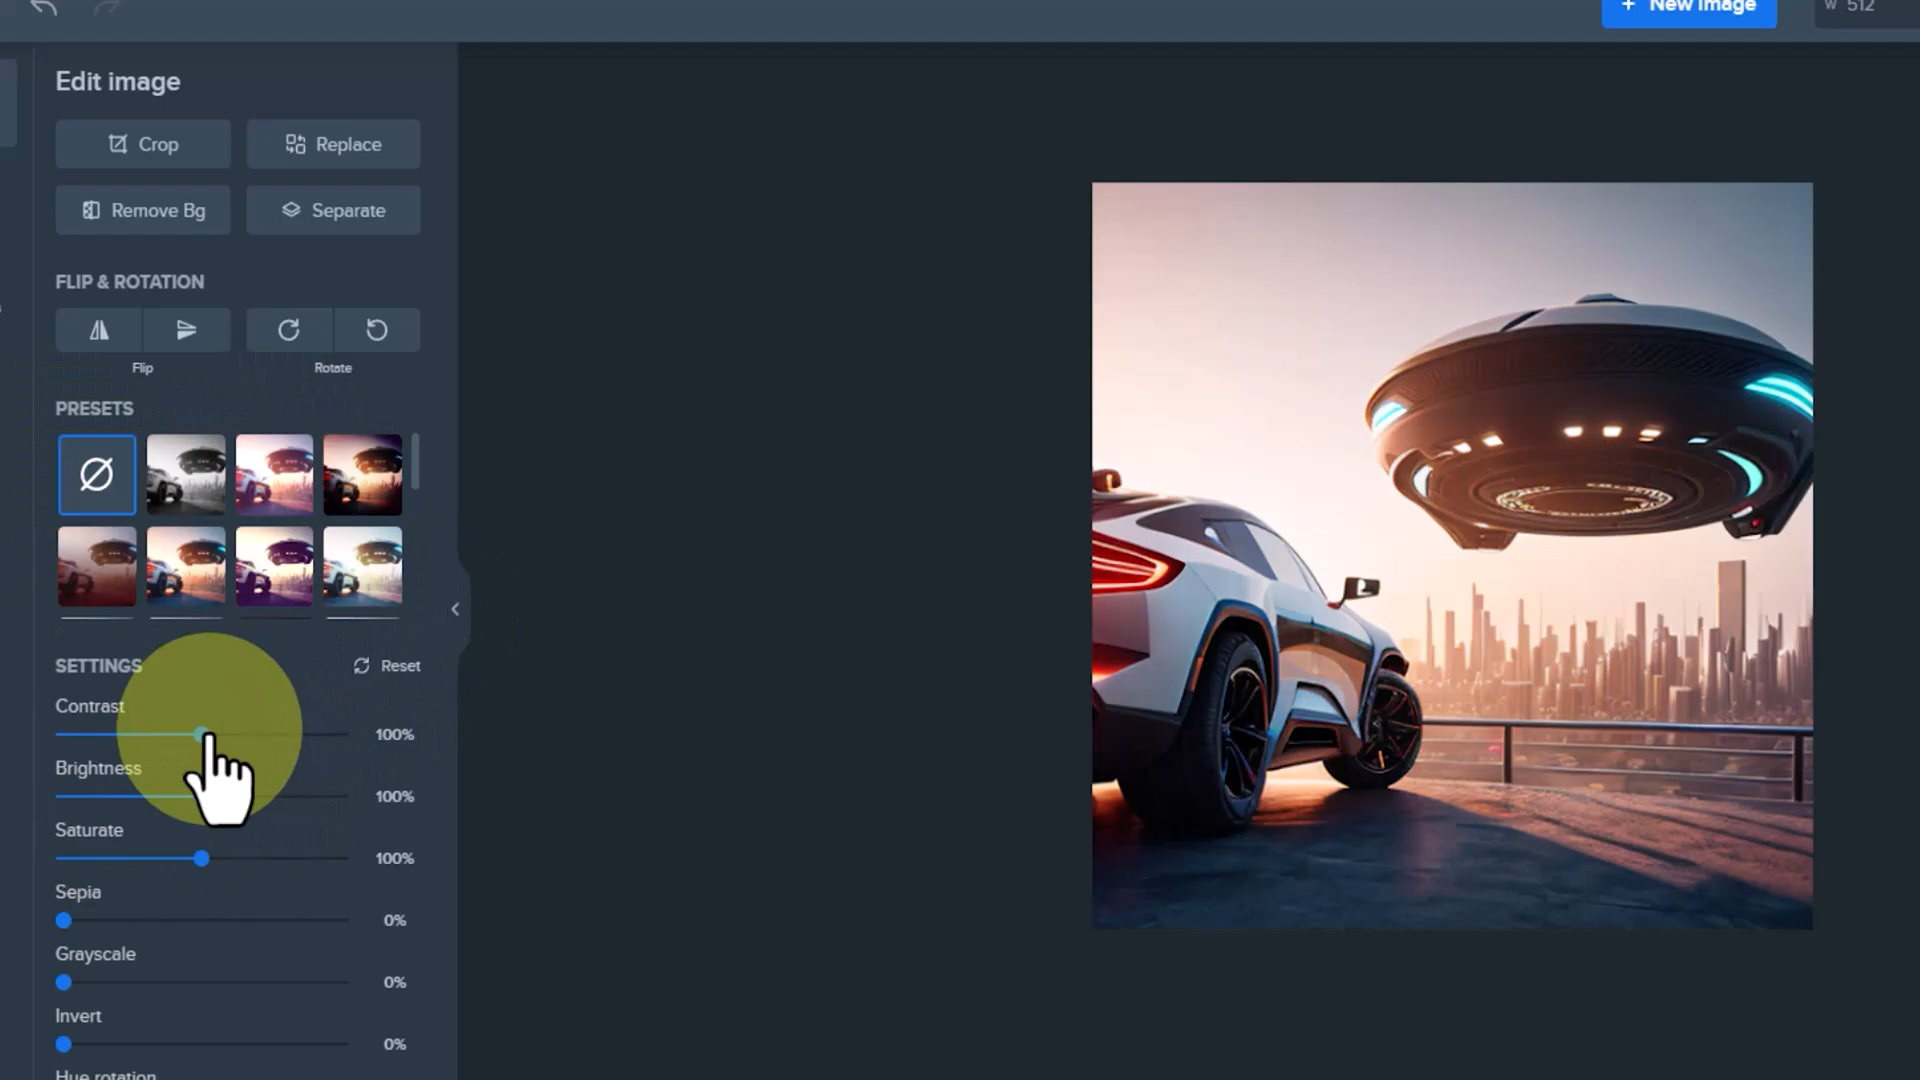 + New Image
W 512
Edit image
Crop
Replace
Remove Bg
Separate
FLIP & ROTATION
Flip
Rotate
PRESETS
SETTINGS
Reset
Contrast
100%
Brightness
100%
Saturate
100%
Sepia
0%
Grayscale
0%
Invert
0%
Hue rotation